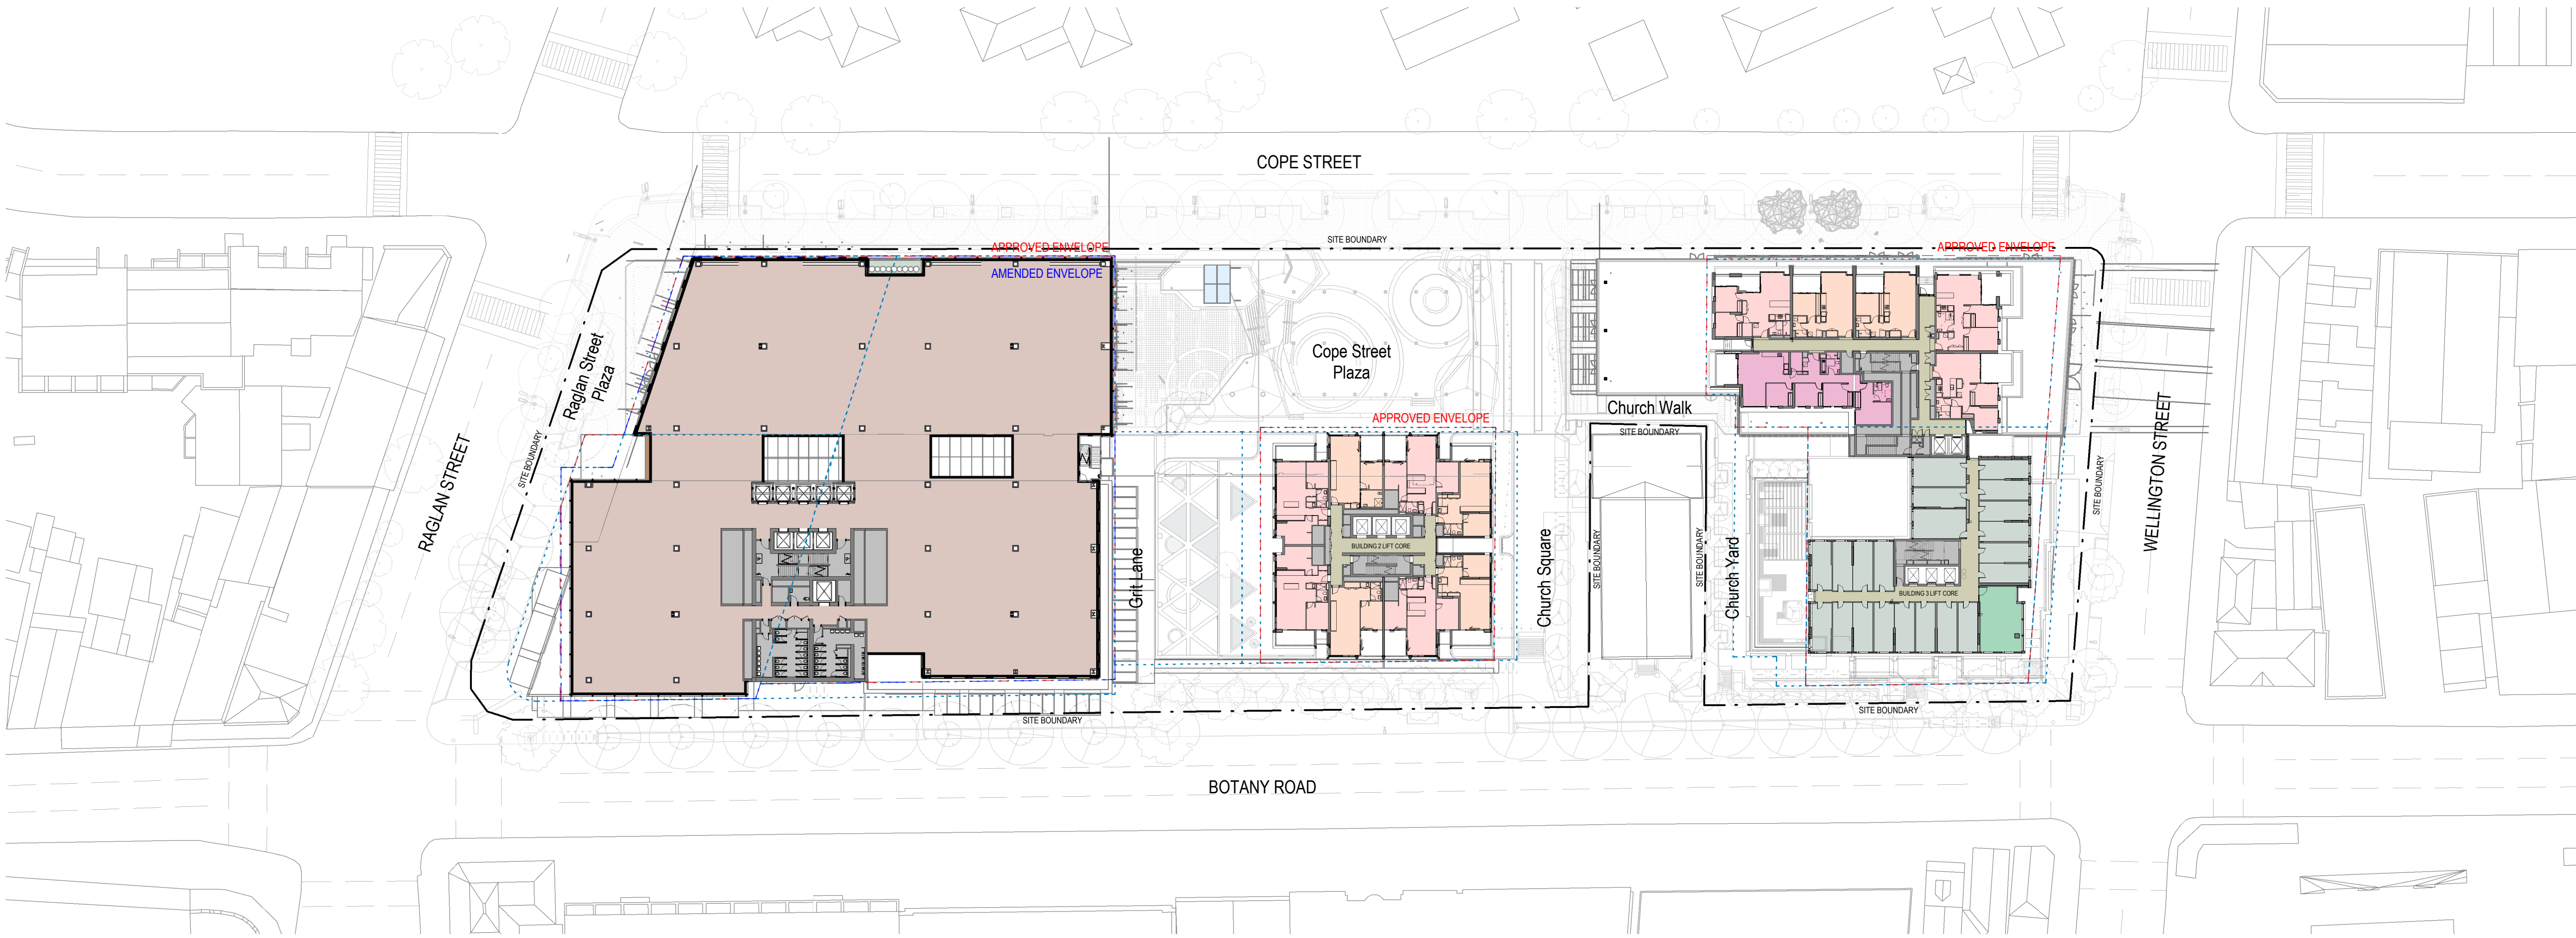 COPE STREET
SITE BOUNDARY
APPROVED ENVELOPE
APPROVED ENVELOPE
AMENDED ENVELOPE
Raglan Street
Plaza
Cope Street
Plaza
APPROVED ENVELOPE
Church Walk
SITE BOUNDARY
SITE BOUNDARY
RAGLAN STREET
WELLINGTON STREET
SITE BOUNDARY
BUILDING 2 LIFT CORE
Grit Lane
Church Square
SITE BOUNDARY
SITE BOUNDARY
Church Yard
BUILDING 3 LIFT CORE
SITE BOUNDARY
SITE BOUNDARY
BOTANY ROAD